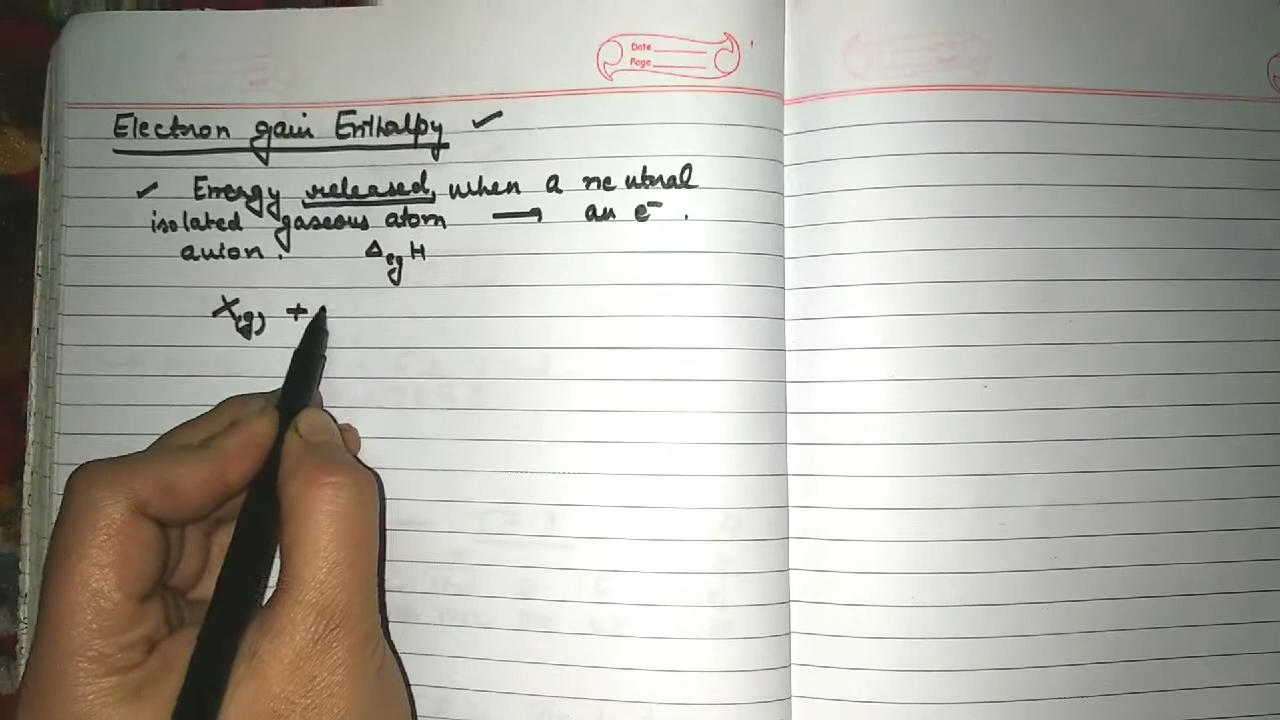 Date
Page
Electron gain Enthalpy ✓
✓ Energy released, when a neutral
isolated gaseous atom → an e⁻.
anion. ΔegH
X(g) +